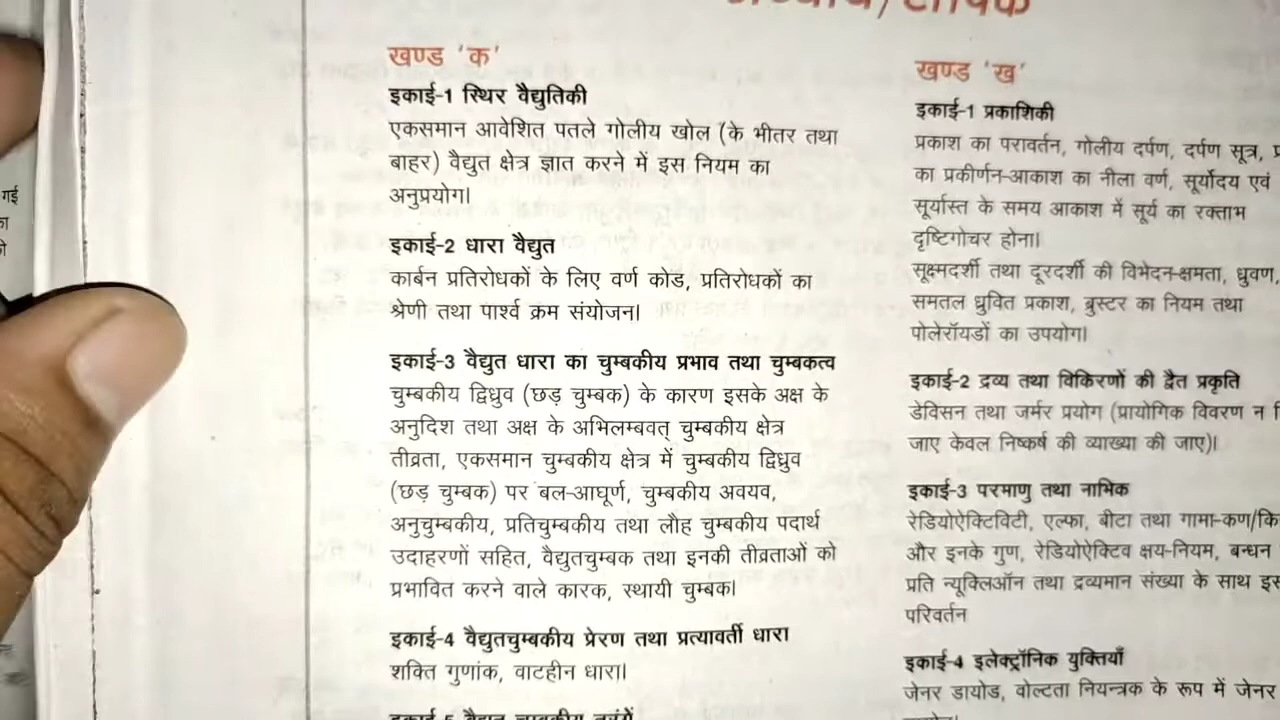 अध्याय/टॉपिक
खण्ड 'क'
इकाई-1 स्थिर वैद्युतिकी
एकसमान आवेशित पतले गोलीय खोल (के भीतर तथा
बाहर) वैद्युत क्षेत्र ज्ञात करने में इस नियम का
अनुप्रयोग।
इकाई-2 धारा वैद्युत
कार्बन प्रतिरोधकों के लिए वर्ण कोड, प्रतिरोधकों का
श्रेणी तथा पार्श्व क्रम संयोजन।
इकाई-3 वैद्युत धारा का चुम्बकीय प्रभाव तथा चुम्बकत्व
चुम्बकीय द्विध्रुव (छड़ चुम्बक) के कारण इसके अक्ष के
अनुदिश तथा अक्ष के अभिलम्बवत् चुम्बकीय क्षेत्र
तीव्रता, एकसमान चुम्बकीय क्षेत्र में चुम्बकीय द्विध्रुव
(छड़ चुम्बक) पर बल-आघूर्ण, चुम्बकीय अवयव,
अनुचुम्बकीय, प्रतिचुम्बकीय तथा लौह चुम्बकीय पदार्थ
उदाहरणों सहित, वैद्युतचुम्बक तथा इनकी तीव्रताओं को
प्रभावित करने वाले कारक, स्थायी चुम्बक।
इकाई-4 वैद्युतचुम्बकीय प्रेरण तथा प्रत्यावर्ती धारा
शक्ति गुणांक, वाटहीन धारा।
इकाई-5 वैद्युत चुम्बकीय तरंगें
खण्ड 'ख'
इकाई-1 प्रकाशिकी
प्रकाश का परावर्तन, गोलीय दर्पण, दर्पण सूत्र,
का प्रकीर्णन-आकाश का नीला वर्ण, सूर्योदय एवं
सूर्यास्त के समय आकाश में सूर्य का रक्ताम
दृष्टिगोचर होना।
सूक्ष्मदर्शी तथा दूरदर्शी की विभेदन-क्षमता, ध्रुवण,
समतल ध्रुवित प्रकाश, ब्रुस्टर का नियम तथा
पोलेरॉयडों का उपयोग।
इकाई-2 द्रव्य तथा विकिरणों की द्वैत प्रकृति
डेविसन तथा जर्मर प्रयोग (प्रायोगिक विवरण न
जाए केवल निष्कर्ष की व्याख्या की जाए)।
इकाई-3 परमाणु तथा नाभिक
रेडियोऐक्टिविटी, एल्फा, बीटा तथा गामा-कण/
और इनके गुण, रेडियोऐक्टिव क्षय-नियम, बन्धन
प्रति न्यूक्लिऑन तथा द्रव्यमान संख्या के साथ
परिवर्तन
इकाई-4 इलेक्ट्रॉनिक युक्तियाँ
जेनर डायोड, वोल्टता नियन्त्रक के रूप में जेनर